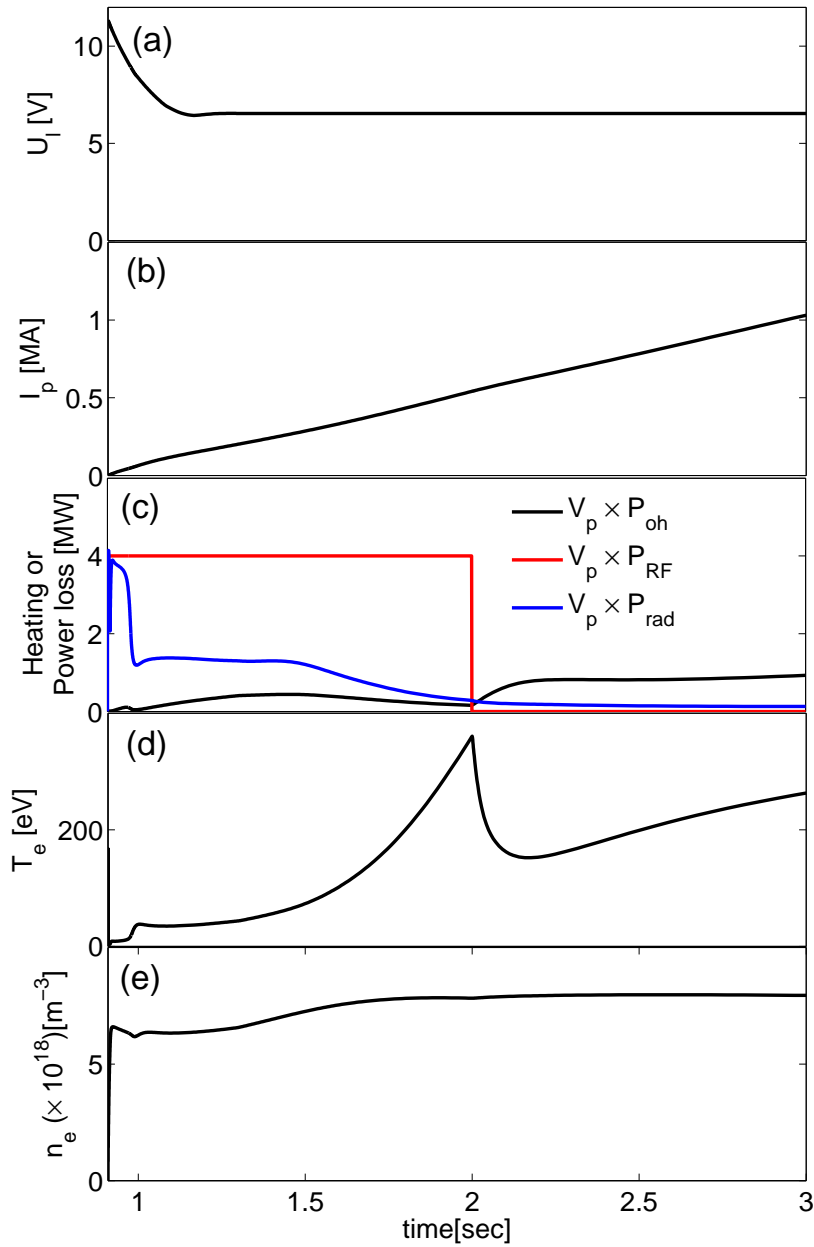 (a)
10
5
0
U_l [V]
(b)
1
0.5
0
I_p [MA]
(c)
4
2
0
Heating or
Power loss [MW]
V_p × P_oh
V_p × P_RF
V_p × P_rad
(d)
200
0
T_e [eV]
(e)
5
0
n_e (× 10^18)[m^−3]
1 1.5 2 2.5 3
time[sec]